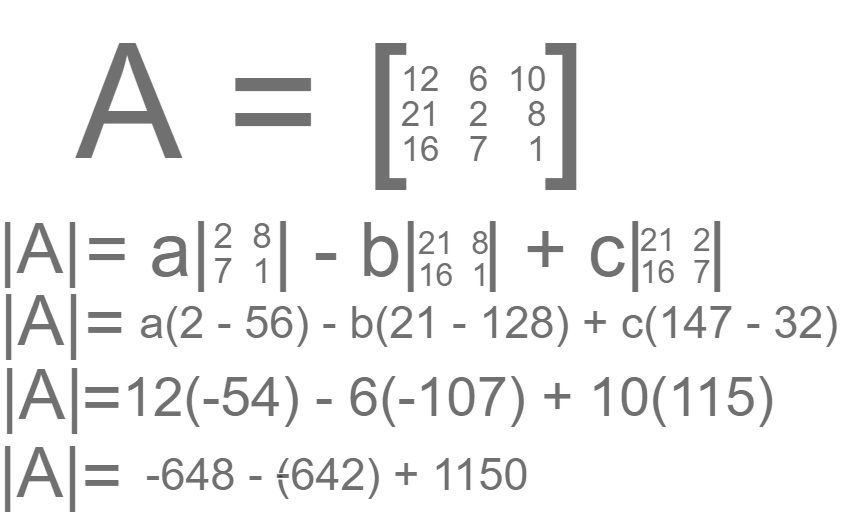 A = [12 6 10
21 2 8
16 7 1]
|A|= a|2 8
7 1| - b|21 8
16 1| + c|21 2
16 7|
|A|= a(2 - 56) - b(21 - 128) + c(147 - 32)
|A|=12(-54) - 6(-107) + 10(115)
|A|= -648 - (-642) + 1150